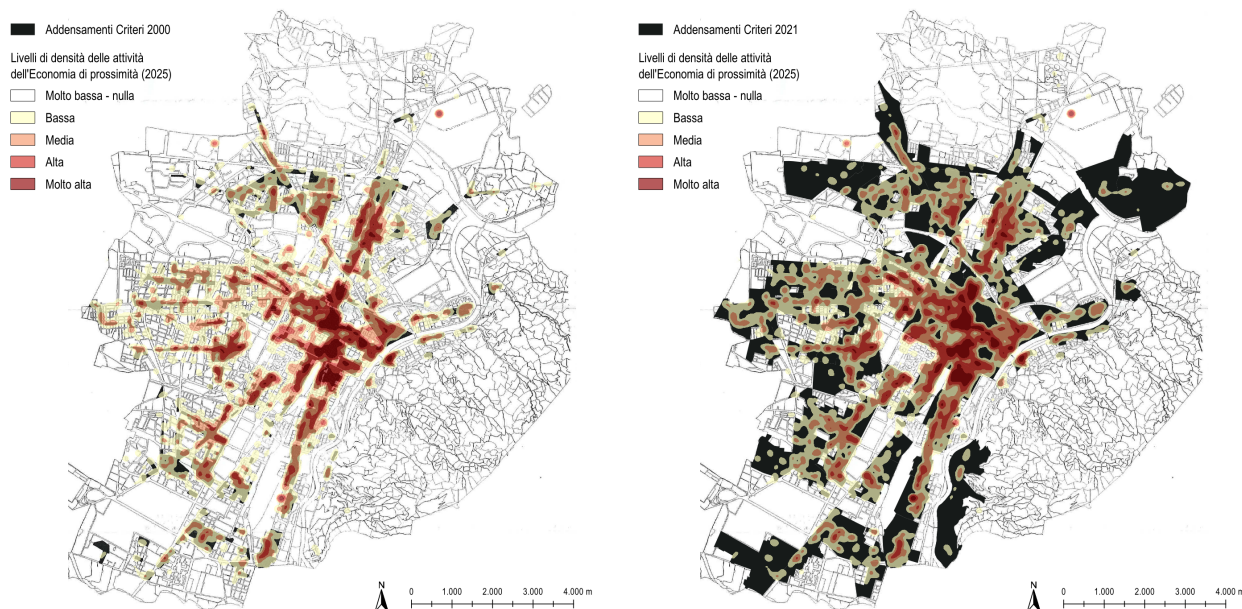 Addensamenti Criteri 2000
Livelli di densità delle attività
dell'Economia di prossimità (2025)
Molto bassa - nulla
Bassa
Media
Alta
Molto alta
N
0 1.000 2.000 3.000 4.000 m
Addensamenti Criteri 2021
Livelli di densità delle attività
dell'Economia di prossimità (2025)
Molto bassa - nulla
Bassa
Media
Alta
Molto alta
N
0 1.000 2.000 3.000 4.000 m